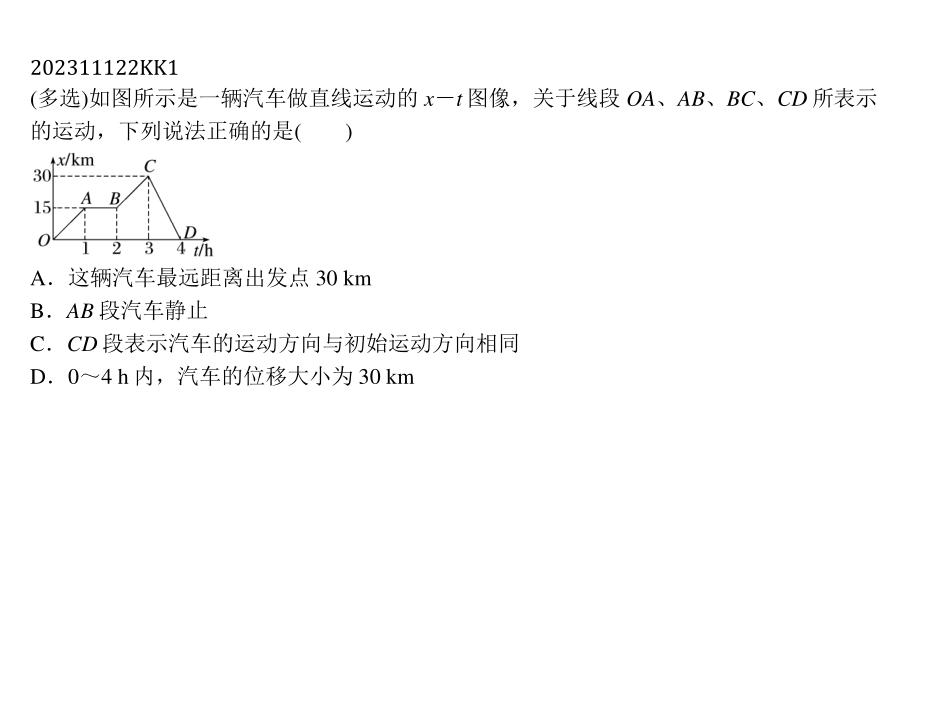 202311122KK1
(多选)如图所示是一辆汽车做直线运动的 x－t 图像，关于线段 OA、AB、BC、CD 所表示
的运动，下列说法正确的是(　　)
x/km
C
30
A B
15
O D
1 2 3 4 t/h
A．这辆汽车最远距离出发点 30 km
B．AB 段汽车静止
C．CD 段表示汽车的运动方向与初始运动方向相同
D．0～4 h 内，汽车的位移大小为 30 km